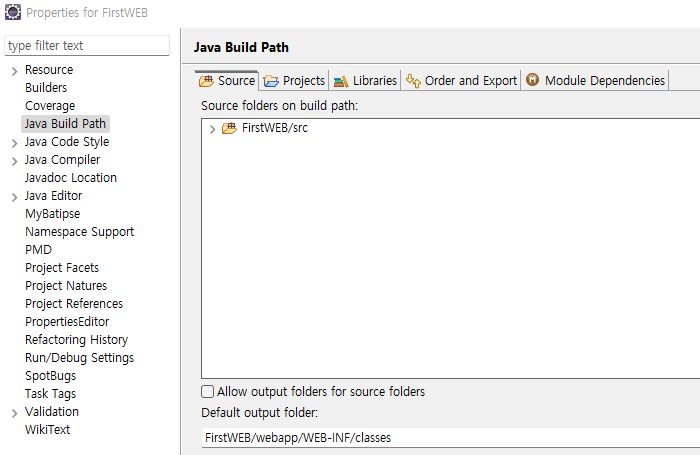 Properties for FirstWEB
type filter text
Resource
Builders
Coverage
Java Build Path
Java Code Style
Java Compiler
Javadoc Location
Java Editor
MyBatipse
Namespace Support
PMD
Project Facets
Project Natures
Project References
PropertiesEditor
Refactoring History
Run/Debug Settings
SpotBugs
Task Tags
Validation
WikiText
Java Build Path
Source Projects Libraries Order and Export Module Dependencies
Source folders on build path:
FirstWEB/src
Allow output folders for source folders
Default output folder:
FirstWEB/webapp/WEB-INF/classes